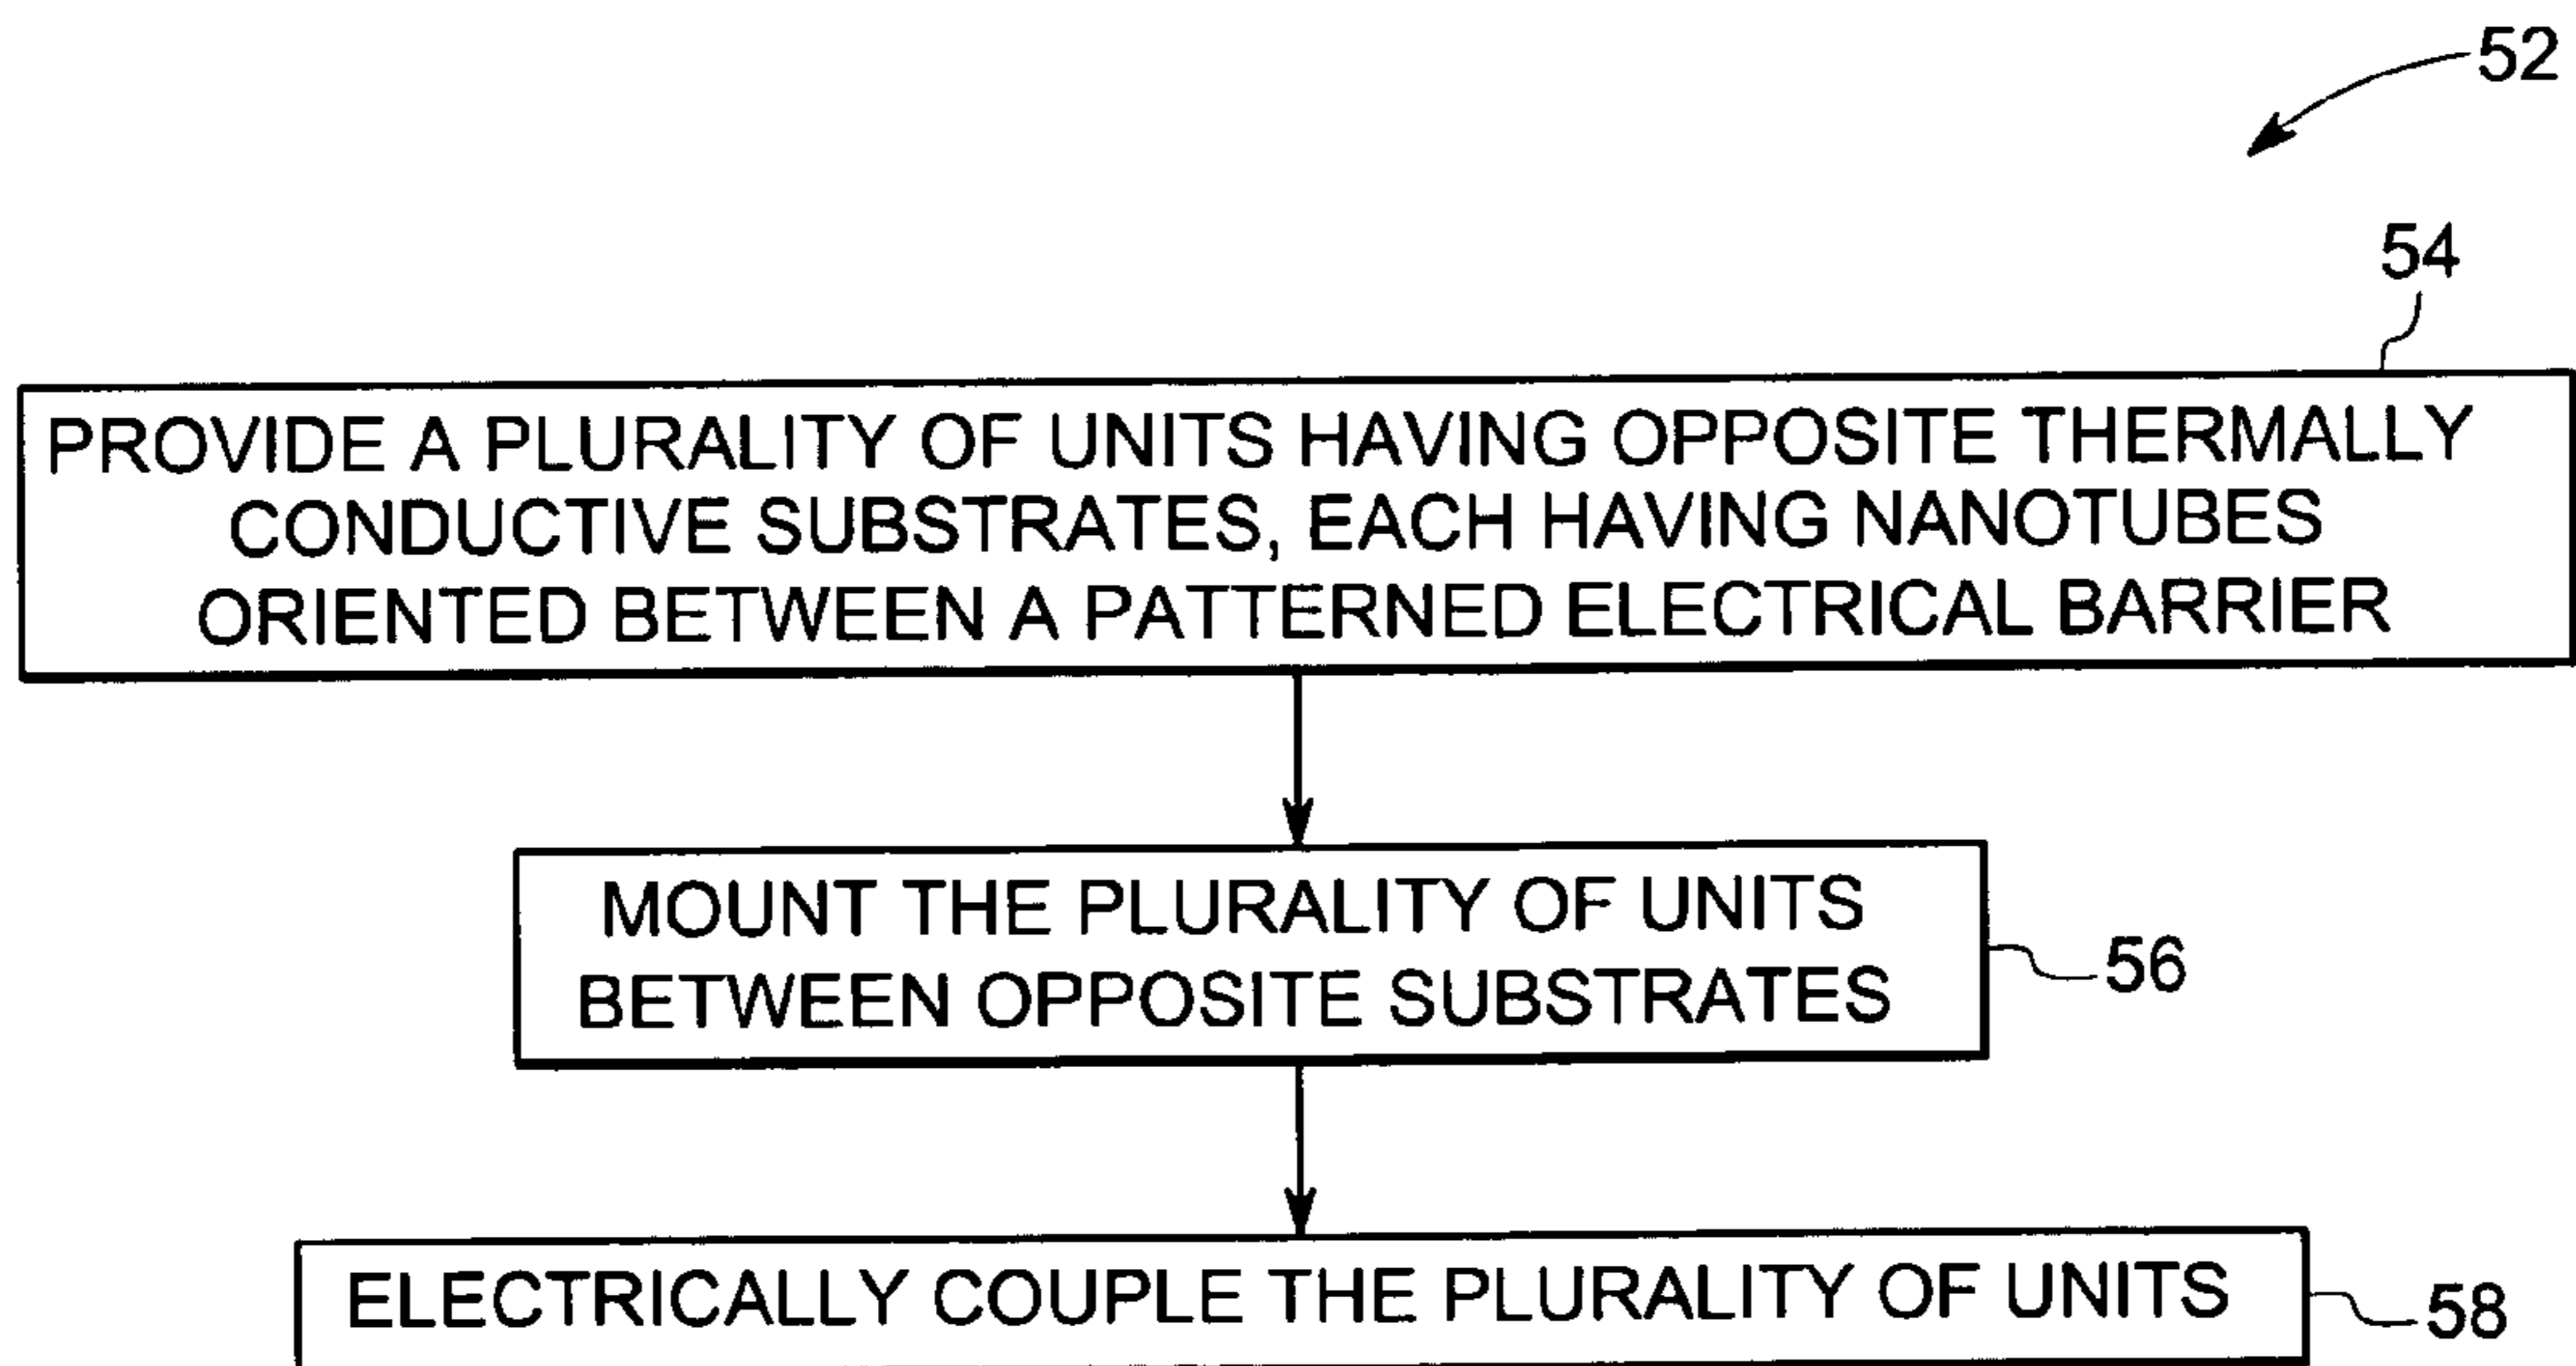 52
54
PROVIDE A PLURALITY OF UNITS HAVING OPPOSITE THERMALLY
CONDUCTIVE SUBSTRATES, EACH HAVING NANOTUBES
ORIENTED BETWEEN A PATTERNED ELECTRICAL BARRIER
MOUNT THE PLURALITY OF UNITS
BETWEEN OPPOSITE SUBSTRATES
56
ELECTRICALLY COUPLE THE PLURALITY OF UNITS
58